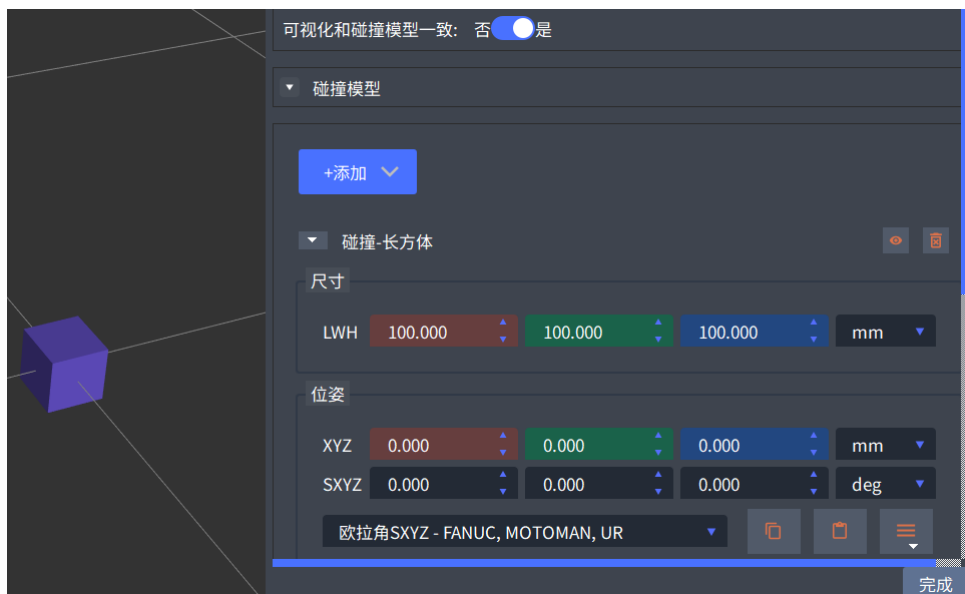 可视化和碰撞模型一致: 否 是
碰撞模型
+添加
碰撞-长方体
尺寸
LWH 100.000 100.000 100.000 mm
位姿
XYZ 0.000 0.000 0.000 mm
SXYZ 0.000 0.000 0.000 deg
欧拉角SXYZ - FANUC, MOTOMAN, UR
完成